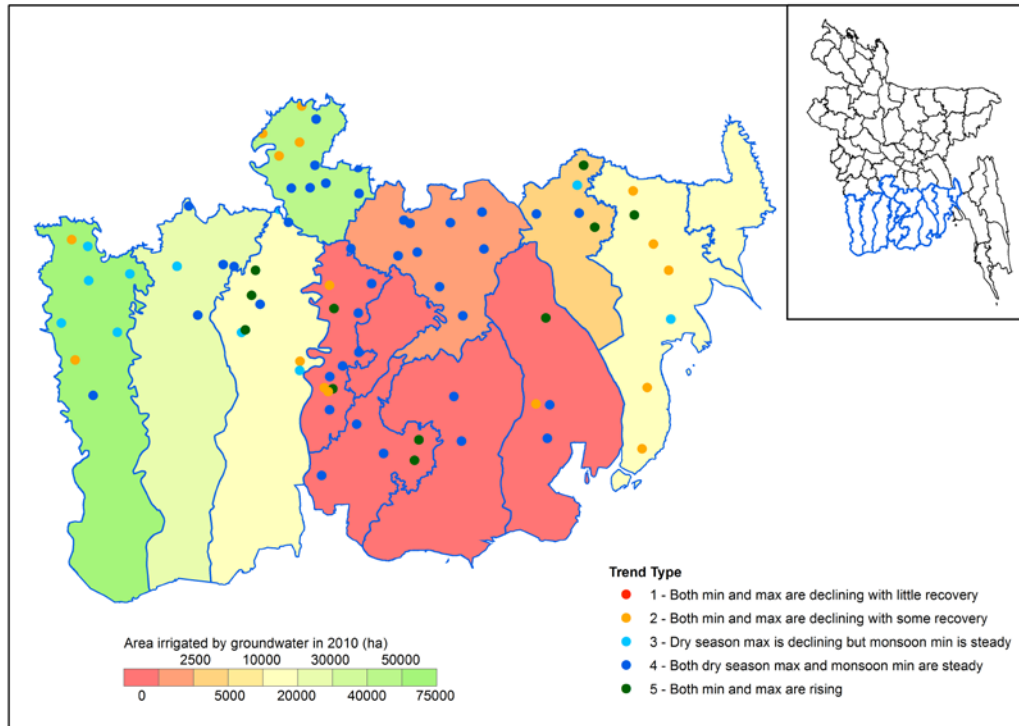 Trend Type
1 - Both min and max are declining with little recovery
2 - Both min and max are declining with some recovery
3 - Dry season max is declining but monsoon min is steady
4 - Both dry season max and monsoon min are steady
5 - Both min and max are rising
Area irrigated by groundwater in 2010 (ha)
2500 10000 30000 50000
0 5000 20000 40000 75000